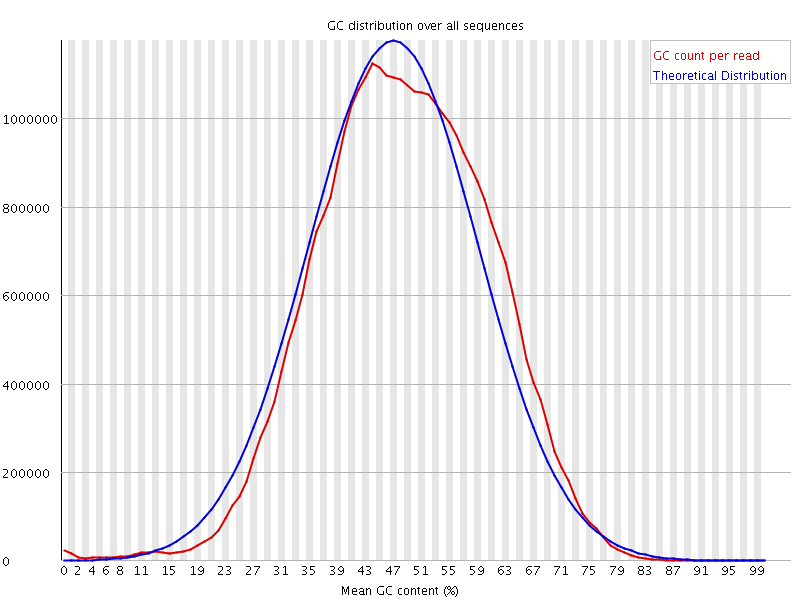 GC distribution over all sequences
GC count per read
Theoretical Distribution
1000000
800000
600000
400000
200000
0
0 2 4 6 8 11 15 19 23 27 31 35 39 43 47 51 55 59 63 67 71 75 79 83 87 91 95 99
Mean GC content (%)